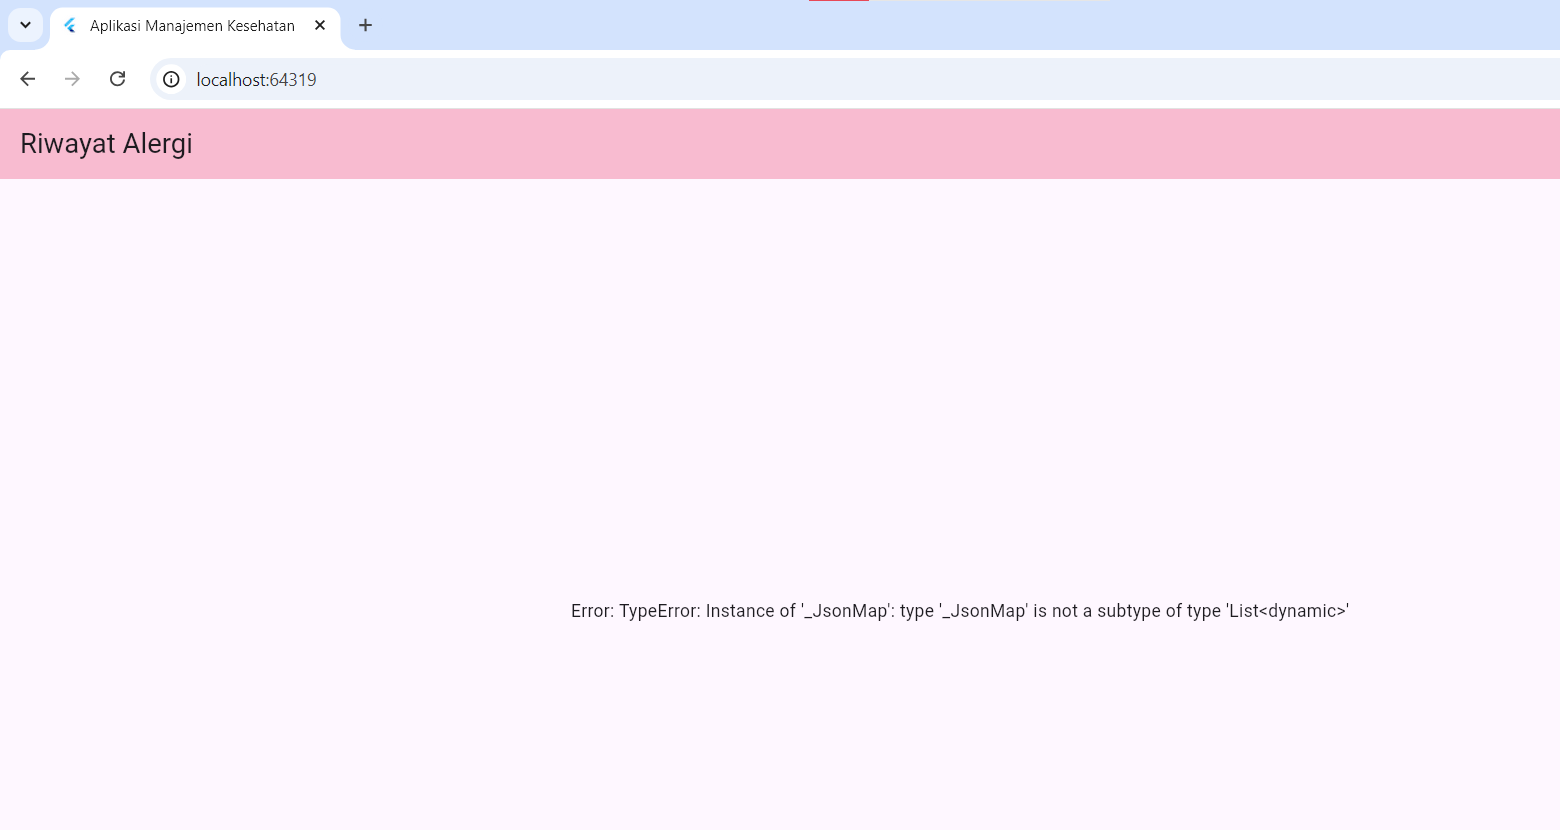 Aplikasi Manajemen Kesehatan
localhost:64319
Riwayat Alergi
Error: TypeError: Instance of '_JsonMap': type '_JsonMap' is not a subtype of type 'List<dynamic>'